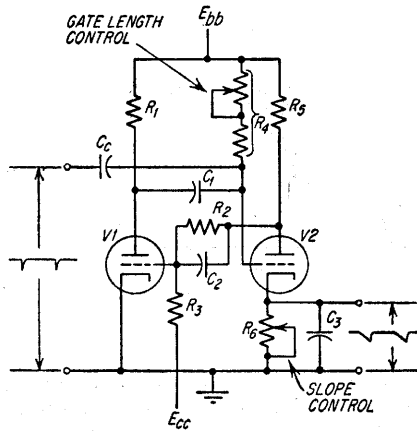 GATE LENGTH
CONTROL
Ebb
R1
R4
R5
Cc
C1
R2
V1
V2
C2
R3
R6
C3
Ecc
SLOPE
CONTROL